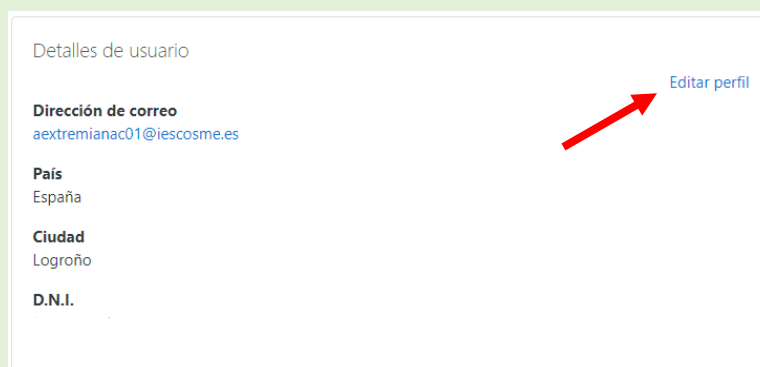 Detalles de usuario
Editar perfil
Dirección de correo
aextremianac01@iescosme.es
País
España
Ciudad
Logroño
D.N.I.